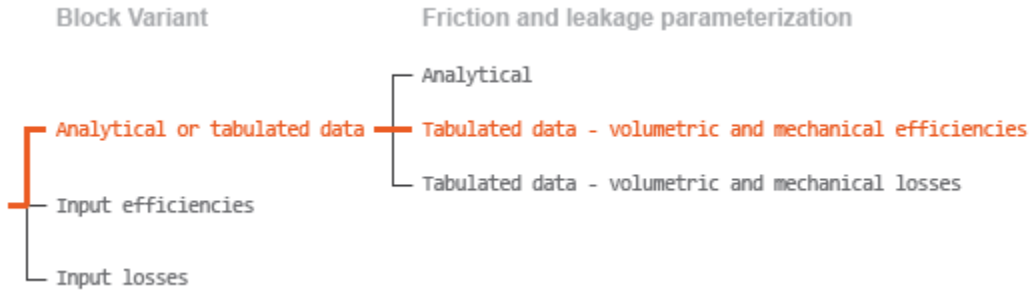 Block Variant
Friction and leakage parameterization
Analytical
Analytical or tabulated data
Tabulated data - volumetric and mechanical efficiencies
Tabulated data - volumetric and mechanical losses
Input efficiencies
Input losses